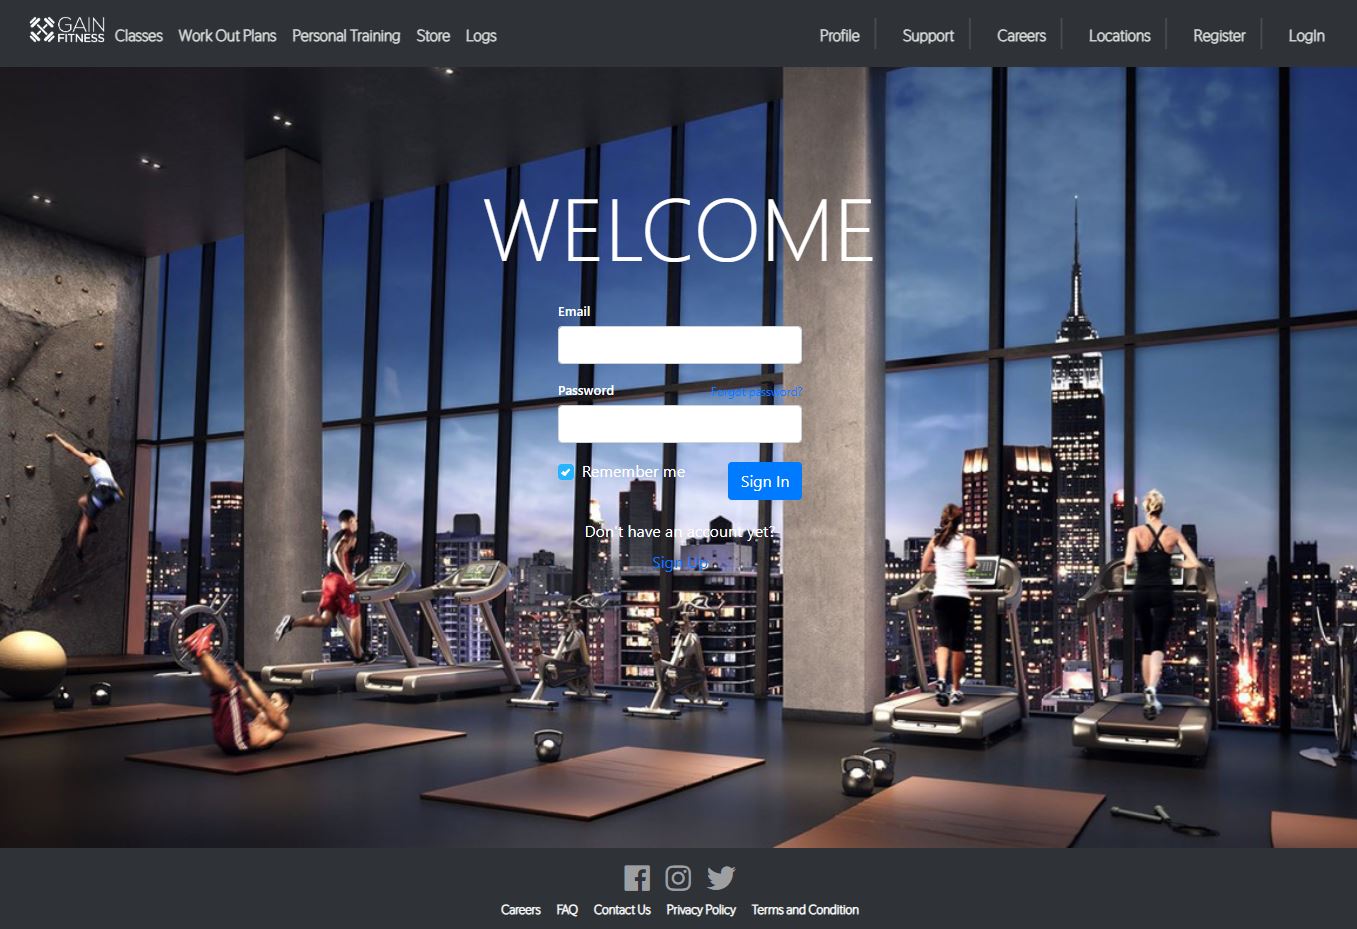 GAIN
FITNESS
Classes Work Out Plans Personal Training Store Logs Profile Support Careers Locations Register LogIn
WELCOME
Email
Password Forgot password?
Remember me Sign In
Don't have an account yet?
Sign Up
Careers FAQ Contact Us Privacy Policy Terms and Condition